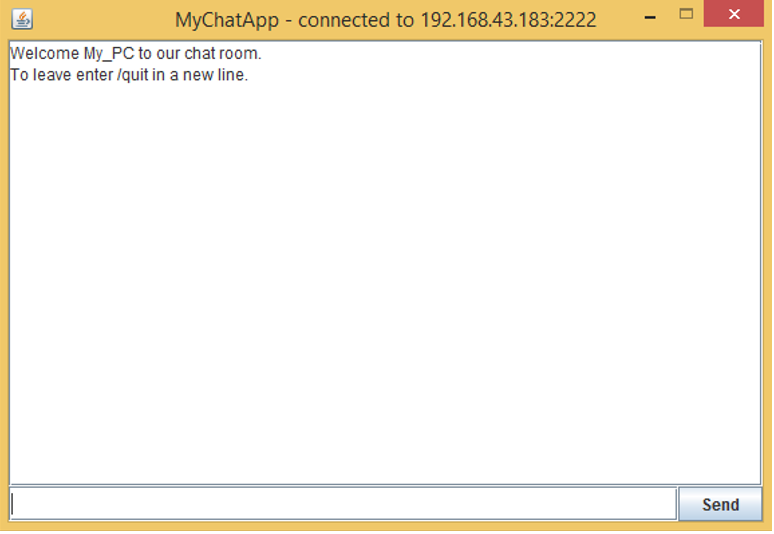 MyChatApp - connected to 192.168.43.183:2222
Welcome My_PC to our chat room.
To leave enter /quit in a new line.
Send